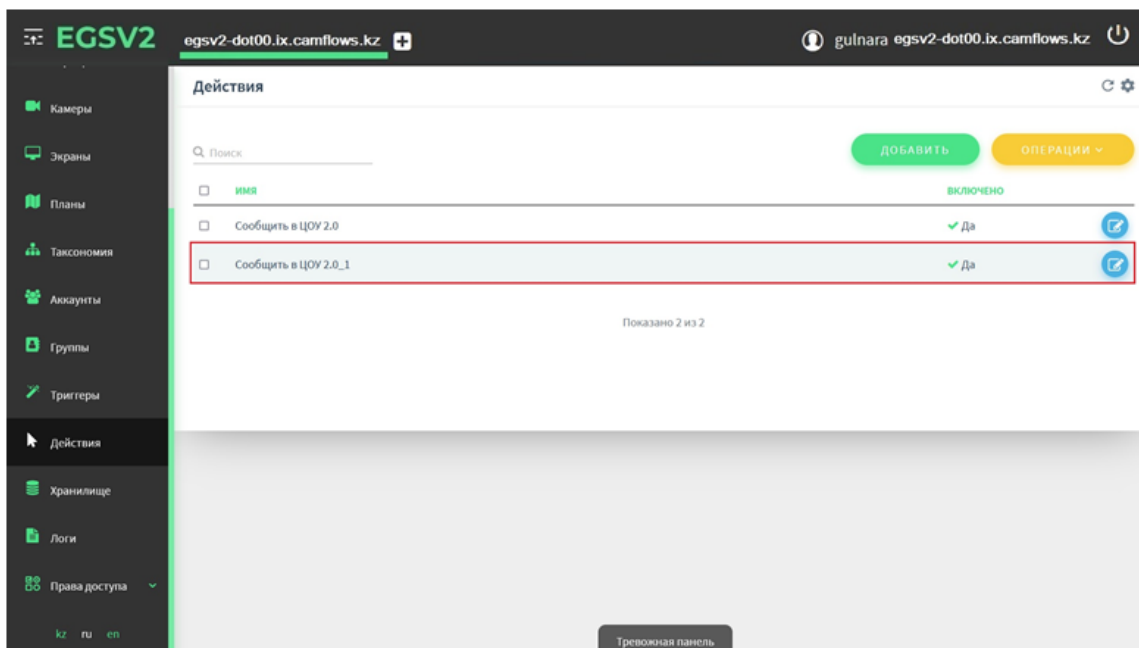 EGSV2
egsv2-dot00.ix.camflows.kz
gulnara egsv2-dot00.ix.camflows.kz
Камеры
Экраны
Планы
Таксономия
Аккаунты
Группы
Триггеры
Действия
Хранилище
Логи
Права доступа
kz ru en
Действия
Поиск
ДОБАВИТЬ
ОПЕРАЦИИ
ИМЯ ВКЛЮЧЕНО
Сообщить в ЦОУ 2.0 Да
Сообщить в ЦОУ 2.0_1 Да
Показано 2 из 2
Тревожная панель